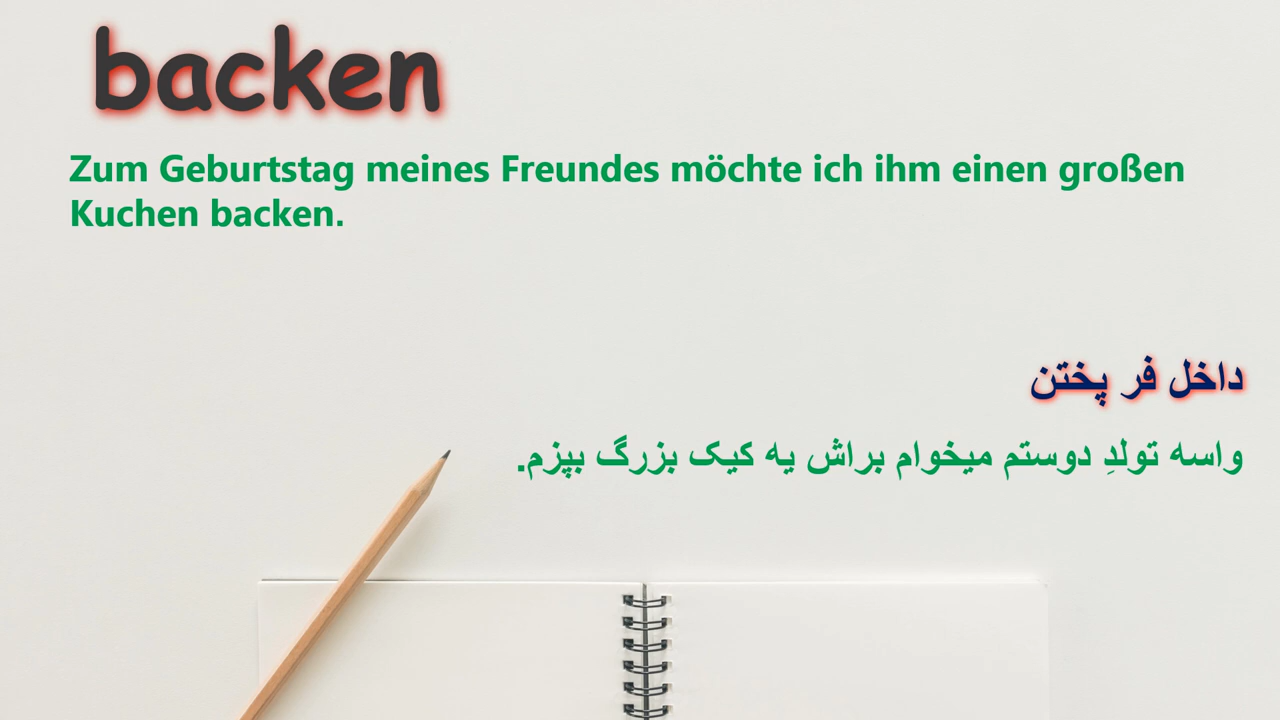 backen
Zum Geburtstag meines Freundes möchte ich ihm einen großen
Kuchen backen.
داخل فر پختن
واسه تولدِ دوستم میخوام براش یه کیک بزرگ بپزم.